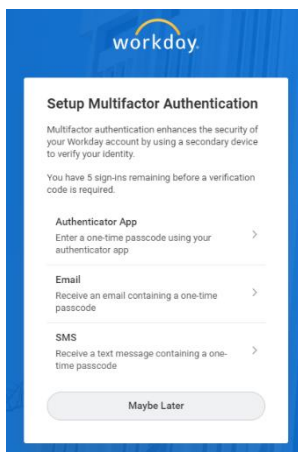 workday.
Setup Multifactor Authentication
Multifactor authentication enhances the security of
your Workday account by using a secondary device
to verify your identity.
You have 5 sign-ins remaining before a verification
code is required.
Authenticator App
Enter a one-time passcode using your
authenticator app
Email
Receive an email containing a one-time
passcode
SMS
Receive a text message containing a one-
time passcode
Maybe Later